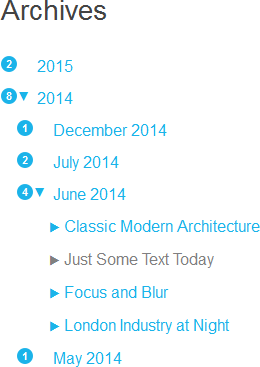 Archives
2 2015
8 ▼ 2014
1 December 2014
2 July 2014
4 ▼ June 2014
► Classic Modern Architecture
► Just Some Text Today
► Focus and Blur
► London Industry at Night
1 May 2014